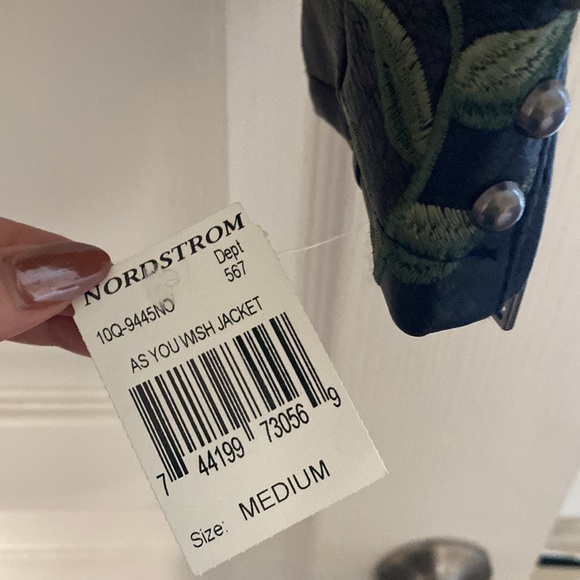 NORDSTROM
Dept
567
10Q-9445NO
AS YOU WISH JACKET
7 44199 73056 9
Size: MEDIUM